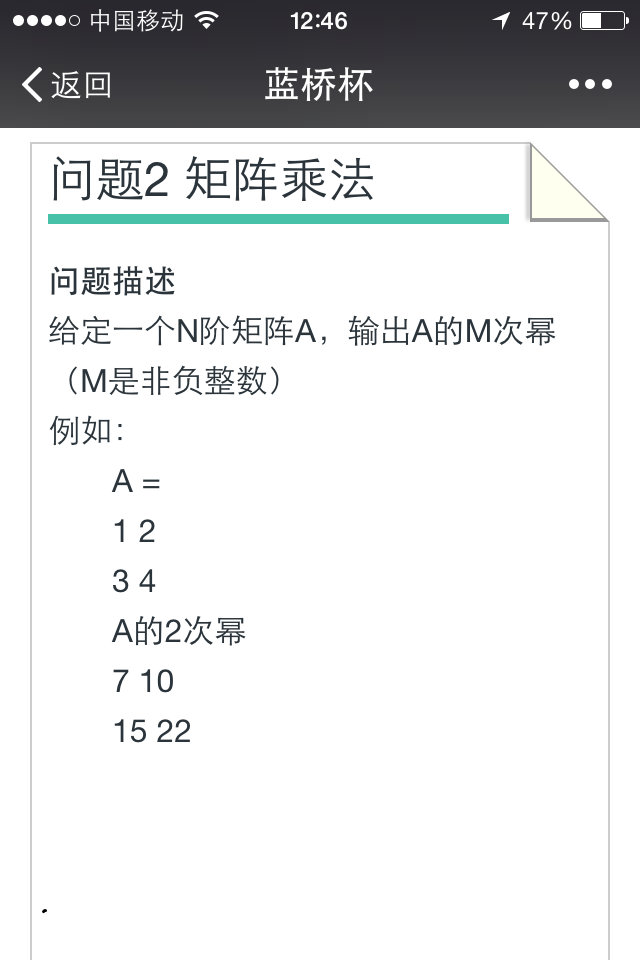 中国移动 12:46 47%
返回 蓝桥杯
问题2 矩阵乘法
问题描述
给定一个N阶矩阵A，输出A的M次幂
（M是非负整数）
例如：
A =
1 2
3 4
A的2次幂
7 10
15 22